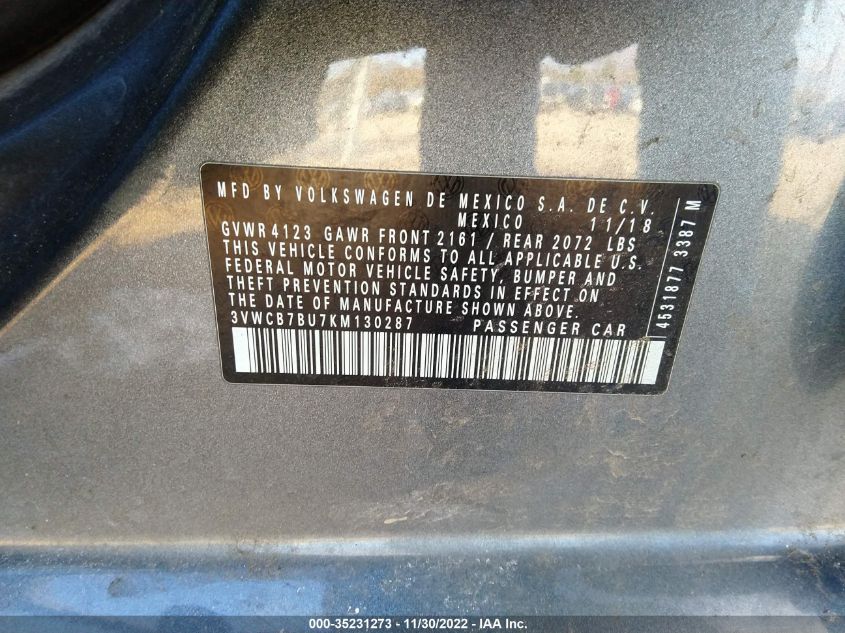 MFD BY VOLKSWAGEN DE MEXICO S.A. DE C.V.
MEXICO 11/18
GVWR 4123 GAWR FRONT 2161 / REAR 2072 LBS
THIS VEHICLE CONFORMS TO ALL APPLICABLE U.S.
FEDERAL MOTOR VEHICLE SAFETY, BUMPER AND
THEFT PREVENTION STANDARDS IN EFFECT ON
THE DATE OF MANUFACTURE SHOWN ABOVE.
3VWCB7BU7KM130287 PASSENGER CAR
4531877 3387 M
000-35231273 - 11/30/2022 - IAA Inc.